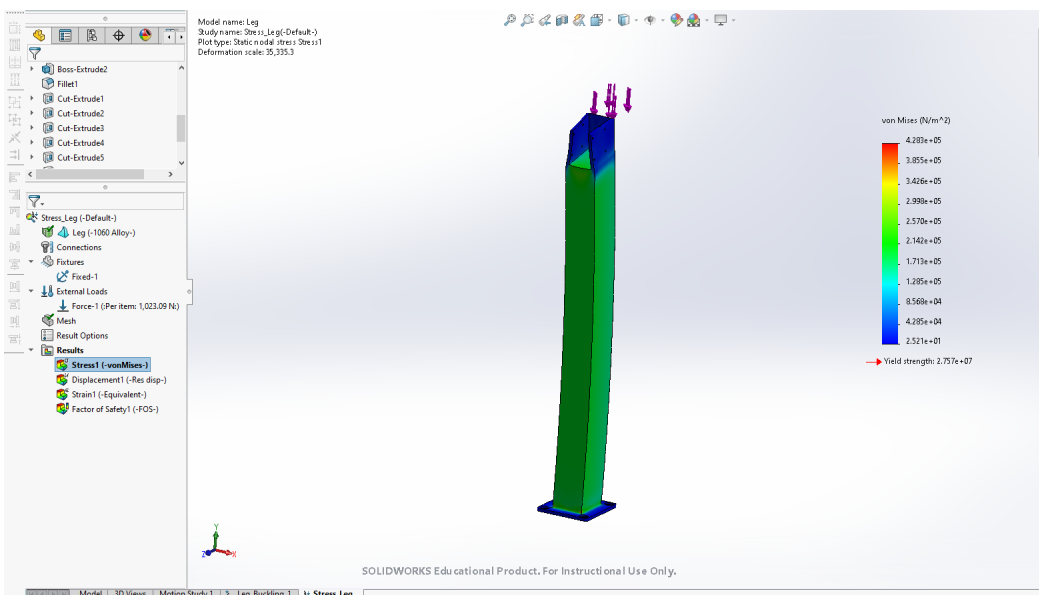 Model name: Leg
Study name: Stress_Leg(-Default-)
Plot type: Static nodal stress Stress1
Deformation scale: 35,335.3
Boss-Extrude2
Fillet1
Cut-Extrude1
Cut-Extrude2
Cut-Extrude3
Cut-Extrude4
Cut-Extrude5
Stress_Leg (-Default-)
Leg (-1060 Alloy-)
Connections
Fixtures
Fixed-1
External Loads
Force-1 (:Per item: 1,023.09 N:)
Mesh
Result Options
Results
Stress1 (-vonMises-)
Displacement1 (-Res disp-)
Strain1 (-Equivalent-)
Factor of Safety1 (-FOS-)
von Mises (N/m^2)
4.283e+05
3.855e+05
3.426e+05
2.998e+05
2.570e+05
2.142e+05
1.713e+05
1.285e+05
8.568e+04
4.285e+04
2.521e+01
Yield strength: 2.757e+07
Y
Z
X
SOLIDWORKS Educational Product. For Instructional Use Only.
Model 3D Views Motion Study 1 Leg_Buckling_1 Stress_Leg